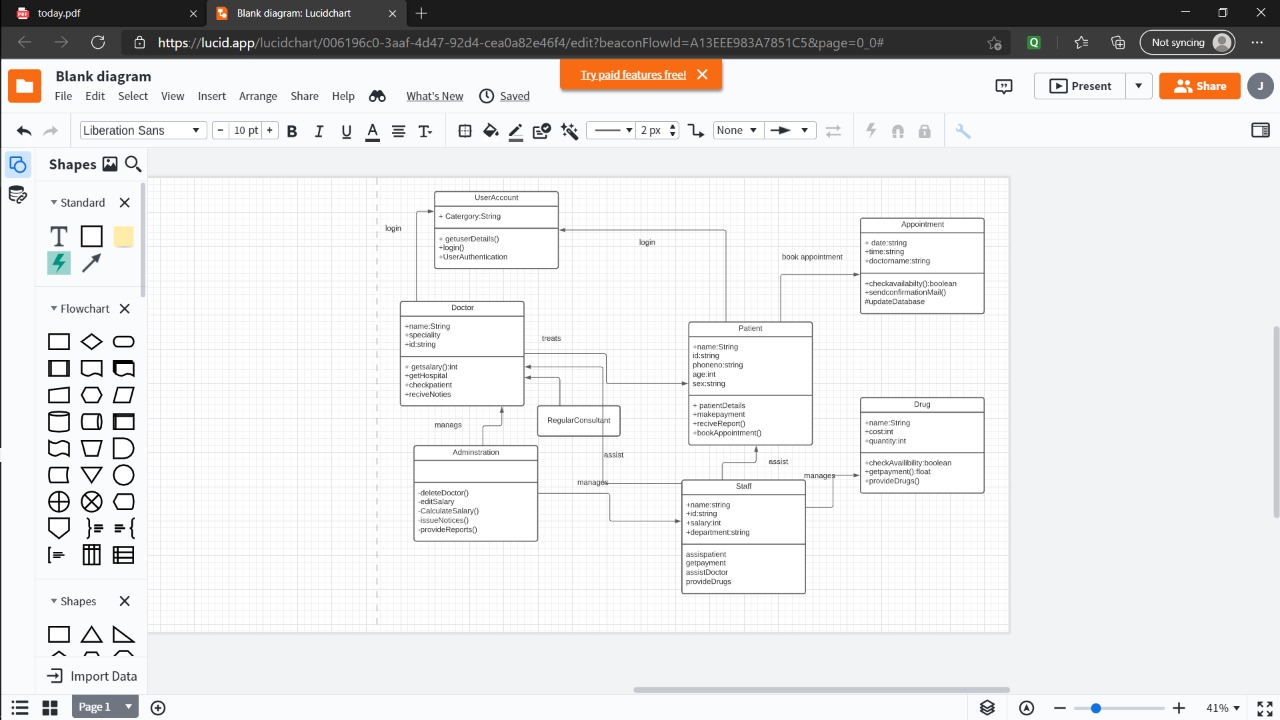 today.pdf
Blank diagram: Lucidchart
https://lucid.app/lucidchart/006196c0-3aaf-4d47-92d4-cea0a82e46f4/edit?beaconFlowId=A13EEE983A7851C5&page=0_0#
Not syncing
Blank diagram
Try paid features free!
File Edit Select View Insert Arrange Share Help What's New Saved
Present
Share
J
Liberation Sans
10 pt
2 px
None
Shapes
Standard
Flowchart
Shapes
Import Data
UserAccount
+ Catergory:String
+ getuserDetails()
+login()
+UserAuthentication
login
login
book appointment
Appointment
+ date:string
+time:string
+doctorname:string
+checkavailabilty():boolean
+sendconfirmationMail()
#updateDatabase
Doctor
+name:String
+speciality
+id:string
+ getsalary():int
+getHospital
+checkpatient
+reciveNoties
treats
Patient
+name:String
id:string
phoneno:string
age:int
sex:string
+ patientDetails
+makepayment
+reciveReport()
+bookAppointment()
RegularConsultant
manags
assist
assist
manages
manages
Drug
+name:String
+cost:int
+quantity:int
+checkAvailibility:boolean
+getpayment():float
+provideDrugs()
Adminstration
-deleteDoctor()
-editSalary
-CalculateSalary()
-issueNotices()
-provideReports()
Staff
+name:string
+id:string
+salary:int
+department:string
assispatient
getpayment
assistDoctor
provideDrugs
Page 1
41%